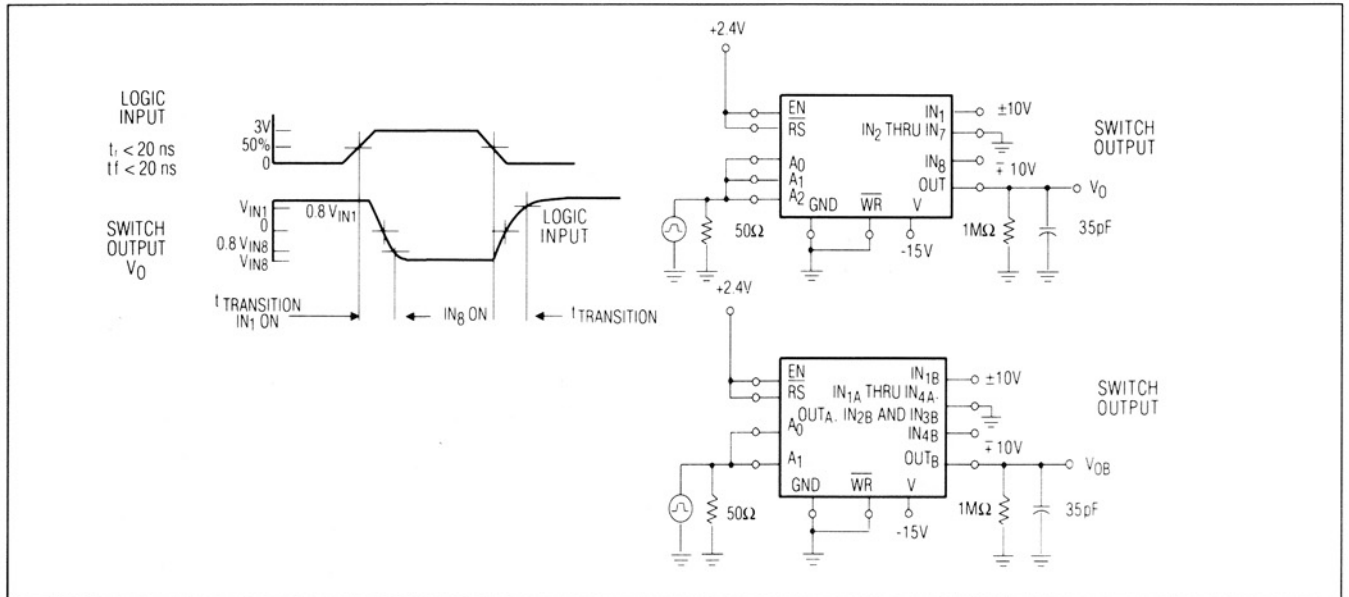 LOGIC
INPUT
tr < 20 ns
tf < 20 ns
3V
50%
0
SWITCH
OUTPUT
VO
VIN1
0
0.8 VIN8
VIN8
0.8 VIN1
LOGIC
INPUT
t TRANSITION
IN1 ON
IN8 ON
t TRANSITION
+2.4V
EN
RS
A0
A1
A2
GND
WR
V
IN1
IN2 THRU IN7
IN8
OUT
±10V
∓10V
SWITCH
OUTPUT
VO
50Ω
-15V
1MΩ
35pF
+2.4V
EN
RS
A0
A1
GND
WR
V
IN1B
IN1A THRU IN4A.
OUTA. IN2B AND IN3B
IN4B
OUTB
±10V
∓10V
SWITCH
OUTPUT
VOB
50Ω
-15V
1MΩ
35pF